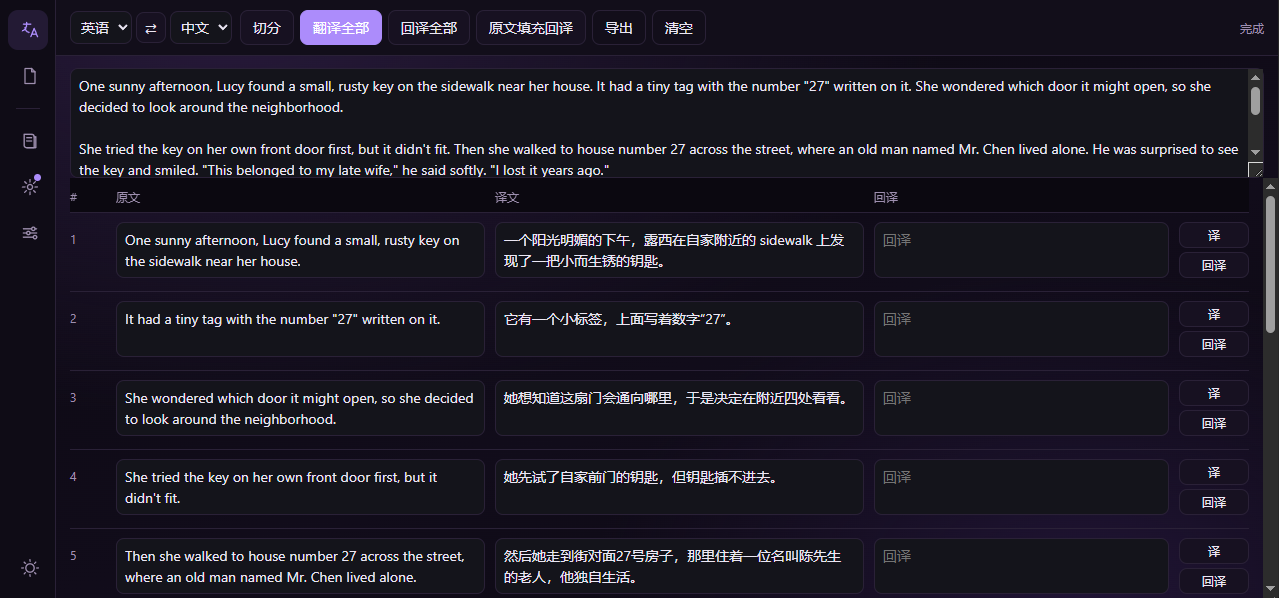 英语 ⇄ 中文 切分 翻译全部 回译全部 原文填充回译 导出 清空 完成
One sunny afternoon, Lucy found a small, rusty key on the sidewalk near her house. It had a tiny tag with the number "27" written on it. She wondered which door it might open, so she
decided to look around the neighborhood.
She tried the key on her own front door first, but it didn't fit. Then she walked to house number 27 across the street, where an old man named Mr. Chen lived alone. He was surprised to see
the key and smiled. "This belonged to my late wife," he said softly. "I lost it years ago."
# 原文 译文 回译
1
One sunny afternoon, Lucy found a small, rusty key on
the sidewalk near her house.
一个阳光明媚的下午，露西在自家附近的 sidewalk 上发
现了一把小而生锈的钥匙。
回译
译
回译
2
It had a tiny tag with the number "27" written on it.
它有一个小标签，上面写着数字"27"。
回译
译
回译
3
She wondered which door it might open, so she decided
to look around the neighborhood.
她想知道这扇门会通向哪里，于是决定在附近四处看看。
回译
译
回译
4
She tried the key on her own front door first, but it
didn't fit.
她先试了自家前门的钥匙，但钥匙插不进去。
回译
译
回译
5
Then she walked to house number 27 across the street,
where an old man named Mr. Chen lived alone.
然后她走到街对面27号房子，那里住着一位名叫陈先生
的老人，他独自生活。
回译
译
回译